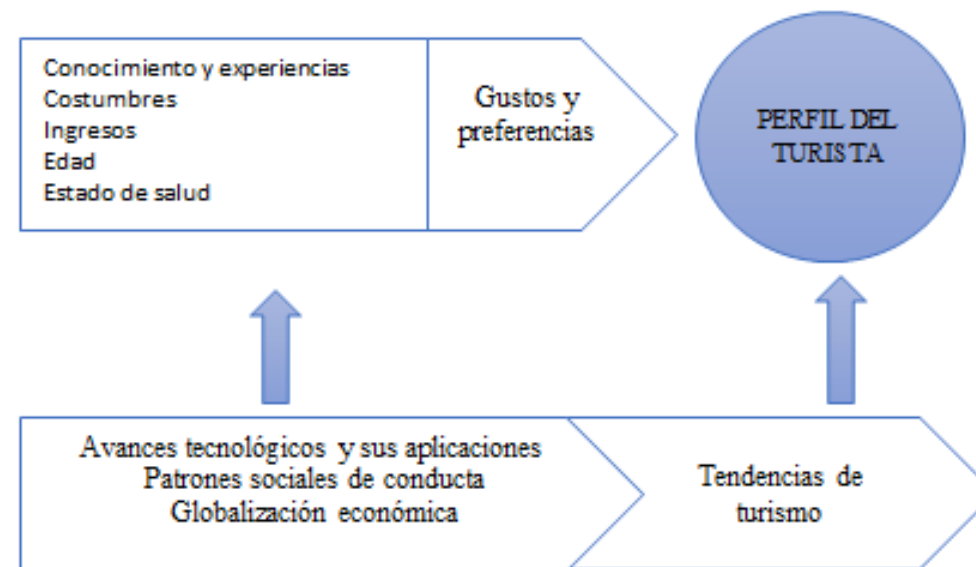 Conocimiento y experiencias
Costumbres
Ingresos
Edad
Estado de salud
Gustos y
preferencias
PERFIL DEL
TURISTA
Avances tecnológicos y sus aplicaciones
Patrones sociales de conducta
Globalización económica
Tendencias de
turismo